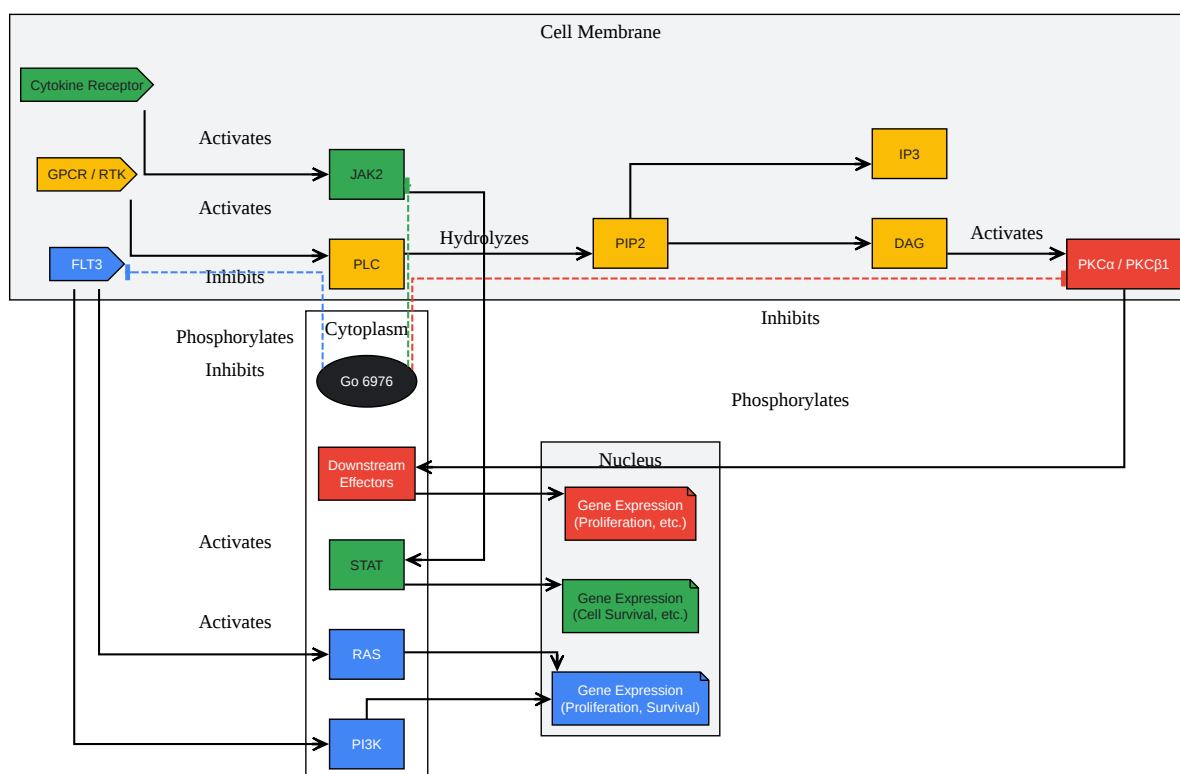 Cell Membrane
Cytokine Receptor
Activates
IP3
GPCR / RTK
JAK2
Activates
Hydrolyzes
PIP2
DAG
Activates
FLT3
PLC
PKCα / PKCβ1
Inhibits
Inhibits
Phosphorylates
Cytoplasm
Inhibits
Go 6976
Phosphorylates
Nucleus
Downstream
Effectors
Gene Expression
(Proliferation, etc.)
Activates
STAT
Gene Expression
(Cell Survival, etc.)
Activates
RAS
Gene Expression
(Proliferation, Survival)
PI3K